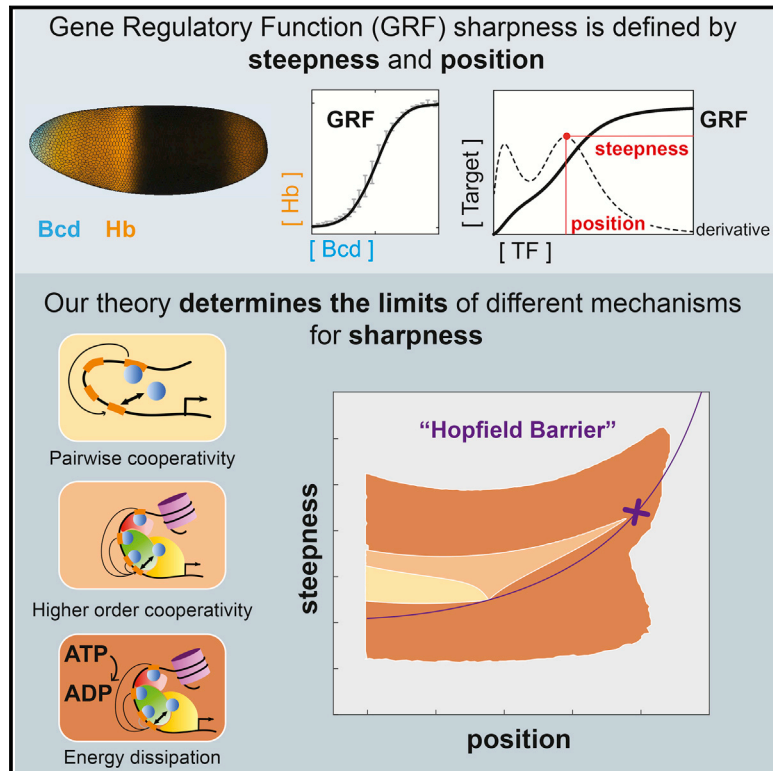 Gene Regulatory Function (GRF) sharpness is defined by
steepness and position
Bcd Hb
GRF
[ Hb ]
[ Bcd ]
GRF
steepness
position
derivative
[ Target ]
[ TF ]
Our theory determines the limits of different mechanisms
for sharpness
Pairwise cooperativity
Higher order cooperativity
ATP
ADP
Energy dissipation
“Hopfield Barrier”
steepness
position